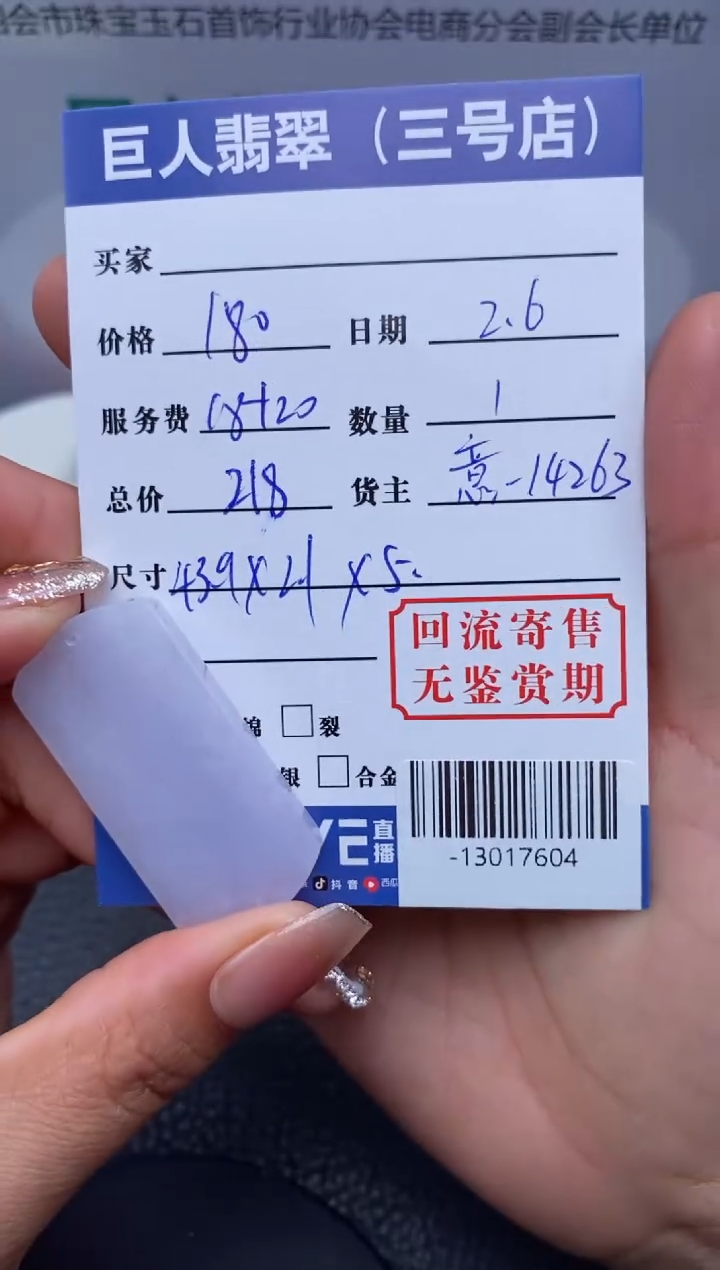 会市珠宝玉石首饰行业协会电商分会副会长单位
巨人翡翠（三号店）
买家
价格 180 日期 2.6
服务费 18+20 数量 1
总价 218 货主 意-14263
尺寸 43.9X21X5.
回流寄售
无鉴赏期
棉 裂
银 合金
VE 直播
抖音 西瓜
-13017604